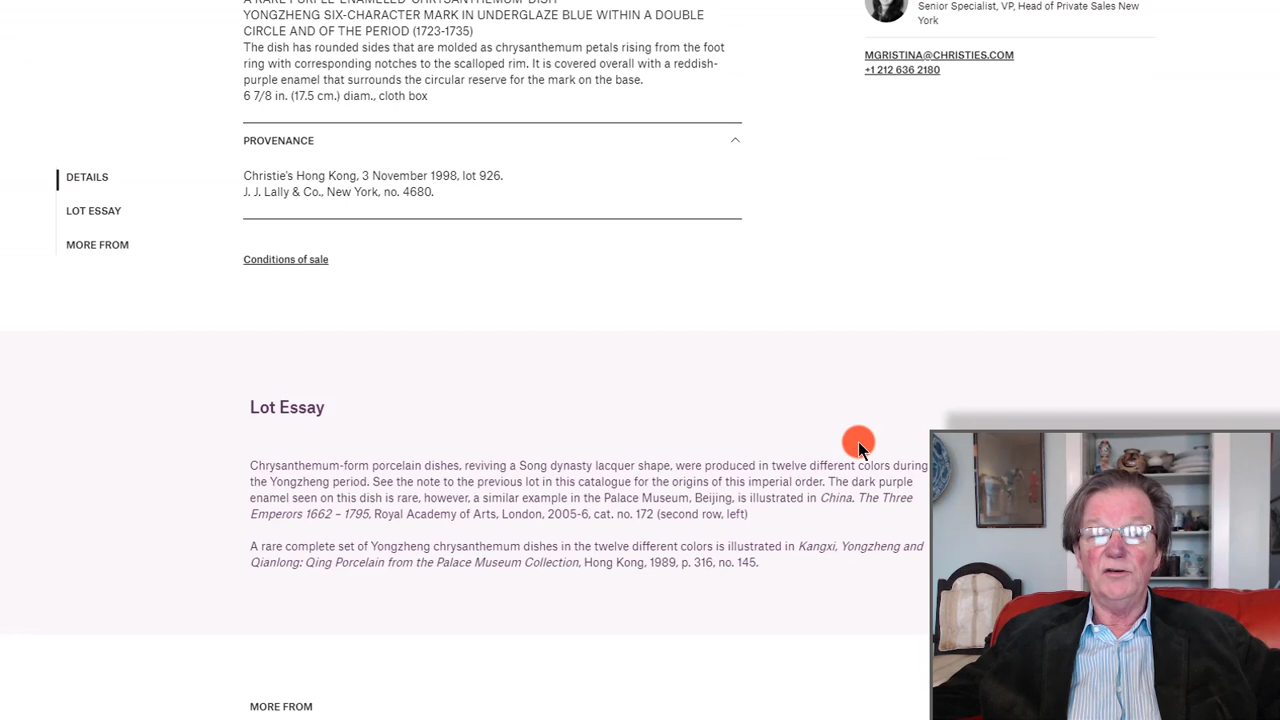 A RARE PURPLE-ENAMELED 'CHRYSANTHEMUM' DISH
YONGZHENG SIX-CHARACTER MARK IN UNDERGLAZE BLUE WITHIN A DOUBLE
CIRCLE AND OF THE PERIOD (1723-1735)
The dish has rounded sides that are molded as chrysanthemum petals rising from the foot
ring with corresponding notches to the scalloped rim. It is covered overall with a reddish-
purple enamel that surrounds the circular reserve for the mark on the base.
6 7/8 in. (17.5 cm.) diam., cloth box
PROVENANCE
Christie's Hong Kong, 3 November 1998, lot 926.
J. J. Lally & Co., New York, no. 4680.
Conditions of sale
DETAILS
LOT ESSAY
MORE FROM
Senior Specialist, VP, Head of Private Sales New
York
MGRISTINA@CHRISTIES.COM
+1 212 636 2180
Lot Essay
Chrysanthemum-form porcelain dishes, reviving a Song dynasty lacquer shape, were produced in twelve different colors during
the Yongzheng period. See the note to the previous lot in this catalogue for the origins of this imperial order. The dark purple
enamel seen on this dish is rare, however, a similar example in the Palace Museum, Beijing, is illustrated in China. The Three
Emperors 1662 – 1795, Royal Academy of Arts, London, 2005-6, cat. no. 172 (second row, left)
A rare complete set of Yongzheng chrysanthemum dishes in the twelve different colors is illustrated in Kangxi, Yongzheng and
Qianlong: Qing Porcelain from the Palace Museum Collection, Hong Kong, 1989, p. 316, no. 145.
MORE FROM